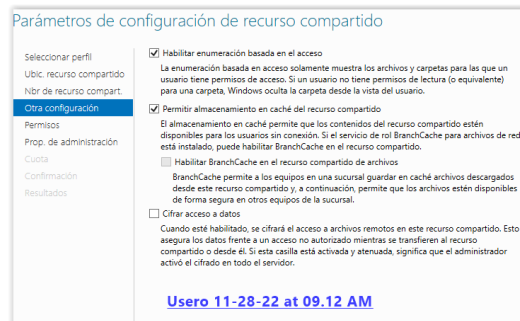 Parámetros de configuración de recurso compartido
Seleccionar perfil
Ubic. recurso compartido
Nbr de recurso compart.
Otra configuración
Permisos
Prop. de administración
Cuota
Confirmación
Resultados
Habilitar enumeración basada en el acceso
La enumeración basada en acceso solamente muestra los archivos y carpetas para las que un
usuario tiene permisos de acceso. Si un usuario no tiene permisos de lectura (o equivalente)
para una carpeta, Windows oculta la carpeta desde la vista del usuario.
Permitir almacenamiento en caché del recurso compartido
El almacenamiento en caché permite que los contenidos del recurso compartido estén
disponibles para los usuarios sin conexión. Si el servicio de rol BranchCache para archivos de red
está instalado, puede habilitar BranchCache en el recurso compartido.
Habilitar BranchCache en el recurso compartido de archivos
BranchCache permite a los equipos en una sucursal guardar en caché archivos descargados
desde este recurso compartido y, a continuación, permite que los archivos estén disponibles
de forma segura en otros equipos de la sucursal.
Cifrar acceso a datos
Cuando esté habilitado, se cifrará el acceso a archivos remotos en este recurso compartido. Esto
asegura los datos frente a un acceso no autorizado mientras se transfieren al recurso
compartido o desde él. Si esta casilla está activada y atenuada, significa que el administrador
activó el cifrado en todo el servidor.
Usero 11-28-22 at 09.12 AM